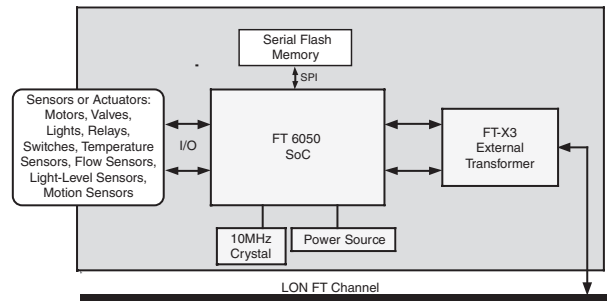 Serial Flash
Memory
SPI
Sensors or Actuators:
Motors, Valves,
Lights, Relays,
Switches, Temperature
Sensors, Flow Sensors,
Light-Level Sensors,
Motion Sensors
I/O
FT 6050
SoC
FT-X3
External
Transformer
10MHz
Crystal
Power Source
LON FT Channel